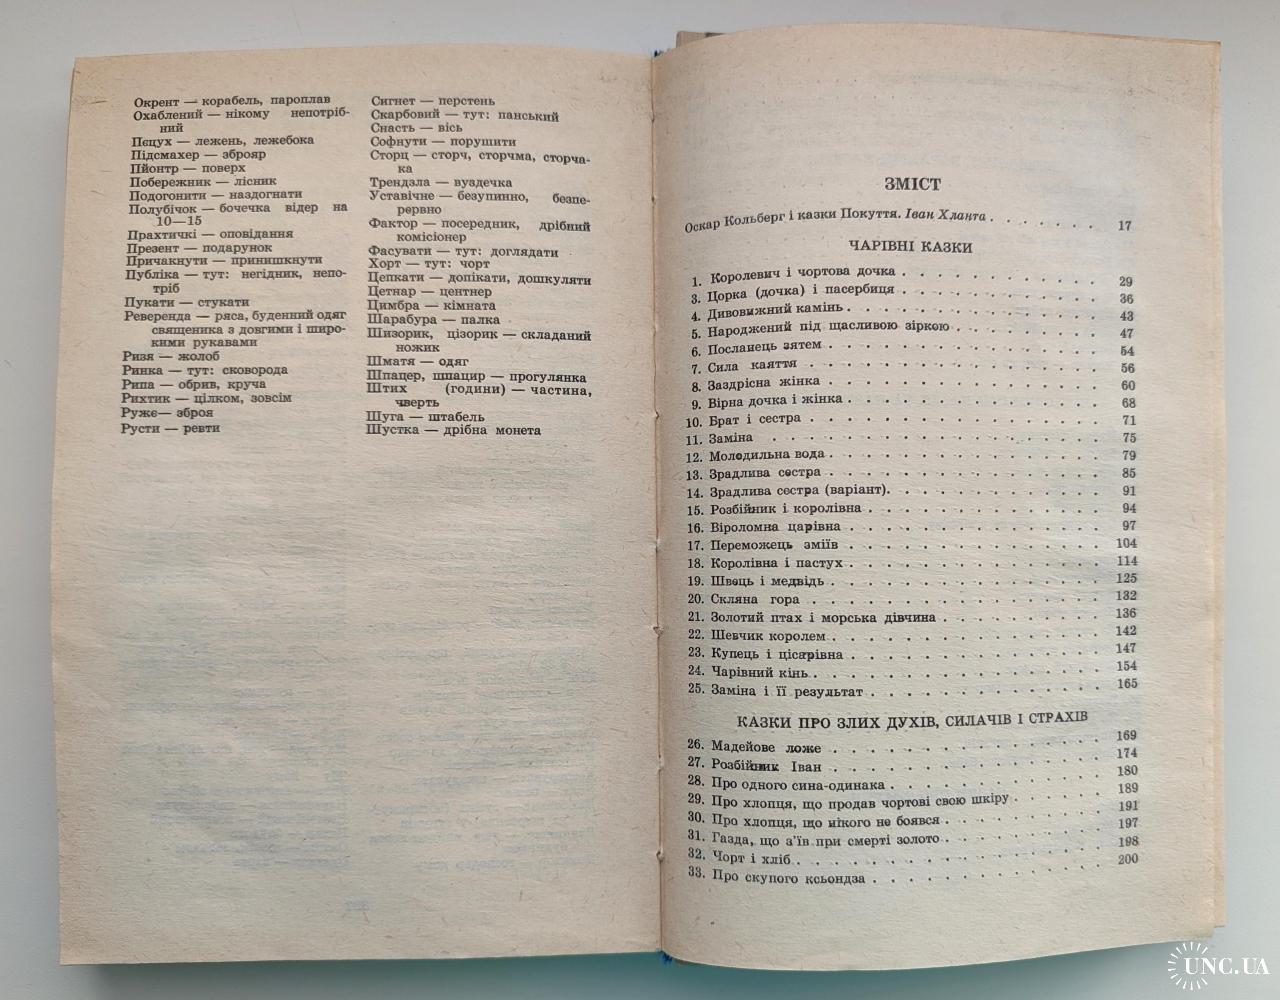 Окрент — корабель, пароплав
Охаблений — нікому непотріб-
ний
Пєцух — лежень, лежебока
Підсмахер — зброяр
Пйонтр — поверх
Побережник — лісник
Подогонити — наздогнати
Полубічок — бочечка відер на
10—15
Прахтичкі — оповідання
Презент — подарунок
Причакнути — принишкнути
Публіка — тут: негідник, непо-
тріб
Пукати — стукати
Реверенда — ряса, буденний одяг
священика з довгими і широ-
кими рукавами
Ризя — жолоб
Ринка — тут: сковорода
Рипа — обрив, круча
Рихтик — цілком, зовсім
Руже— зброя
Русти — ревти
Сигнет — перстень
Скарбовий — тут: панський
Снасть — вісь
Софнути — порушити
Сторц — сторч, сторчма, сторча-
ка
Трендзла — вуздечка
Уставічне — безупинно, безпе-
рервно
Фактор — посередник, дрібний
комісіонер
Фасувати — тут: доглядати
Хорт — тут: чорт
Цепкати — допікати, дошкуляти
Цетнар — центнер
Цимбра — кімната
Шарабура — палка
Шизорик, цізорик — складаний
ножик
Шматя — одяг
Шпацер, шпацир — прогулянка
Штих (години) — частина,
чверть
Шуга — штабель
Шустка — дрібна монета
ЗМІСТ
Оскар Кольберг і казки Покуття. Іван Хланта . . . . . . 17
ЧАРІВНІ КАЗКИ
1. Королевич і чортова дочка . . . . . . 29
3. Цорка (дочка) і пасербиця . . . . . . 36
4. Дивовижний камінь . . . . . . 43
5. Народжений під щасливою зіркою . . . . . . 47
6. Посланець зятем . . . . . . 54
7. Сила каяття . . . . . . 56
8. Заздрісна жінка . . . . . . 60
9. Вірна дочка і жінка . . . . . . 68
10. Брат і сестра . . . . . . 71
11. Заміна . . . . . . 75
12. Молодильна вода . . . . . . 79
13. Зрадлива сестра . . . . . . 85
14. Зрадлива сестра (варіант). . . . . . 91
15. Розбійник і королівна . . . . . . 94
16. Віроломна царівна . . . . . . 97
17. Переможець зміїв . . . . . . 104
18. Королівна і пастух . . . . . . 114
19. Швець і медвідь . . . . . . 125
20. Скляна гора . . . . . . 132
21. Золотий птах і морська дівчина . . . . . . 136
22. Шевчик королем . . . . . . 142
23. Купець і цісарівна . . . . . . 147
24. Чарівний кінь . . . . . . 154
25. Заміна і її результат . . . . . . 165
КАЗКИ ПРО ЗЛИХ ДУХІВ, СИЛАЧІВ І СТРАХІВ
26. Мадейове ложе . . . . . . 169
27. Розбійник Іван . . . . . . 174
28. Про одного сина-одинака . . . . . . 180
29. Про хлопця, що продав чортові свою шкіру . . . . . . 189
30. Про хлопця, що нікого не боявся . . . . . . 191
31. Газда, що з'їв при смерті золото . . . . . . 197
32. Чорт і хліб . . . . . . 198
33. Про скупого ксьондза . . . . . . 200
UNC.UA